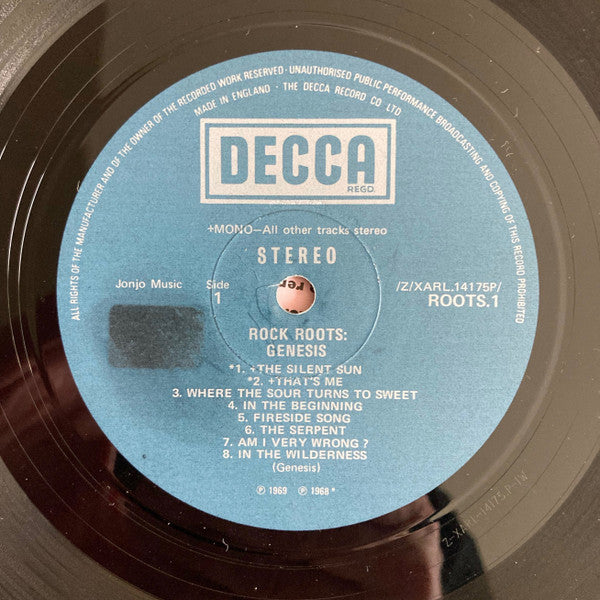 ALL RIGHTS OF THE MANUFACTURER AND OF THE OWNER OF THE RECORDED WORK RESERVED · UNAUTHORISED PUBLIC PERFORMANCE BROADCASTING AND COPYING OF THIS RECORD PROHIBITED
MADE IN ENGLAND · THE DECCA RECORD CO LTD
DECCA
REGD.
+MONO—All other tracks stereo
STEREO
Jonjo Music Side 1 /Z/XARL.14175P/
ROOTS.1
ROCK ROOTS:
GENESIS
*1. +THE SILENT SUN
*2. +THAT'S ME
3. WHERE THE SOUR TURNS TO SWEET
4. IN THE BEGINNING
5. FIRESIDE SONG
6. THE SERPENT
7. AM I VERY WRONG ?
8. IN THE WILDERNESS
(Genesis)
℗ 1969 ℗ 1968 *
Z-XARL-14175.P-1W